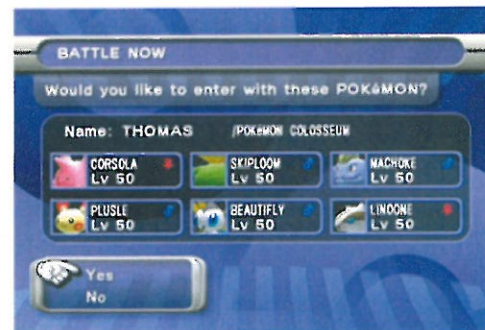 BATTLE NOW
Would you like to enter with these POKéMON?
Name: THOMAS /POKéMON COLOSSEUM
CORSOLA SKIPLOOM MACHOKE
Lv 50 Lv 50 Lv 50
PLUSLE BEAUTIFLY LINOONE
Lv 50 Lv 50 Lv 50
Yes
No